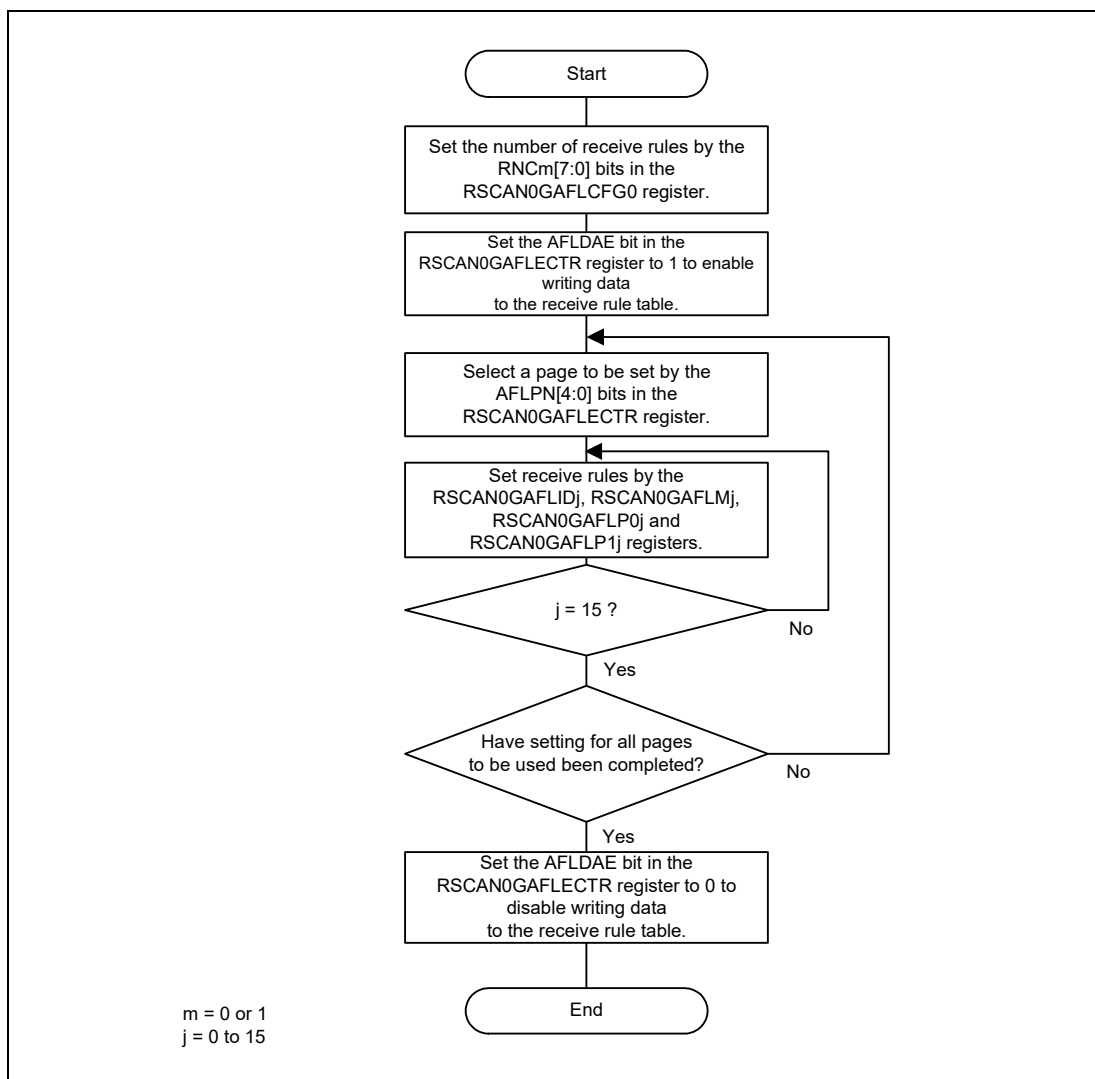 Start
Set the number of receive rules by the
RNCm[7:0] bits in the
RSCAN0GAFLCFG0 register.
Set the AFLDAE bit in the
RSCAN0GAFLECTR register to 1 to enable
writing data
to the receive rule table.
Select a page to be set by the
AFLPN[4:0] bits in the
RSCAN0GAFLECTR register.
Set receive rules by the
RSCAN0GAFLIDj, RSCAN0GAFLMj,
RSCAN0GAFLP0j and
RSCAN0GAFLP1j registers.
j = 15 ?
No
Yes
Have setting for all pages
to be used been completed?
No
Yes
Set the AFLDAE bit in the
RSCAN0GAFLECTR register to 0 to
disable writing data
to the receive rule table.
End
m = 0 or 1
j = 0 to 15